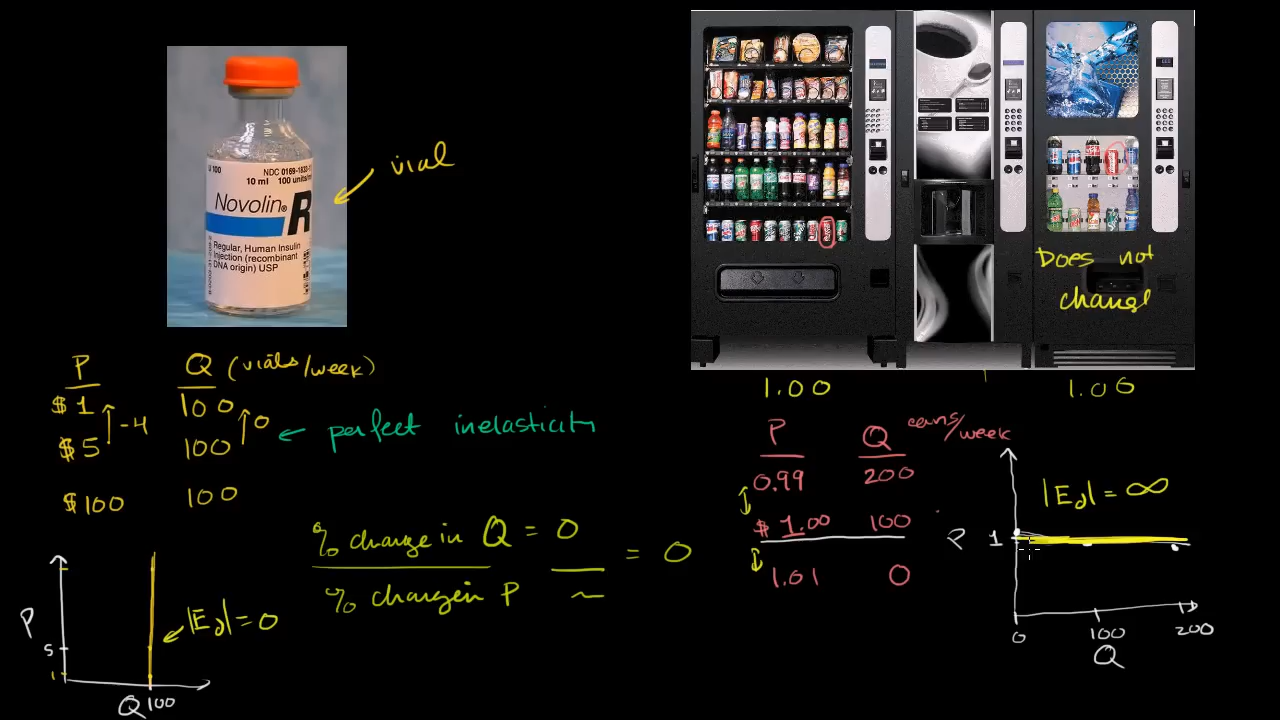 U 100
NDC 0169-1833-
10 ml 100 units/ml
Novolin® R
Regular, Human Insulin
Injection (recombinant
DNA origin) USP
vial
Does not
change
1.00
1.00
P Q (vials/week)
$1 100
-4 0
$5 100
perfect inelasticity
$100 100
% change in Q = 0
% change in P ~
= 0
P
5
1
Q 100
|Ed| = 0
P Q cans/week
0.99 200
$1.00 100
1.01 0
|Ed| = ∞
P 1
0 100 200
Q